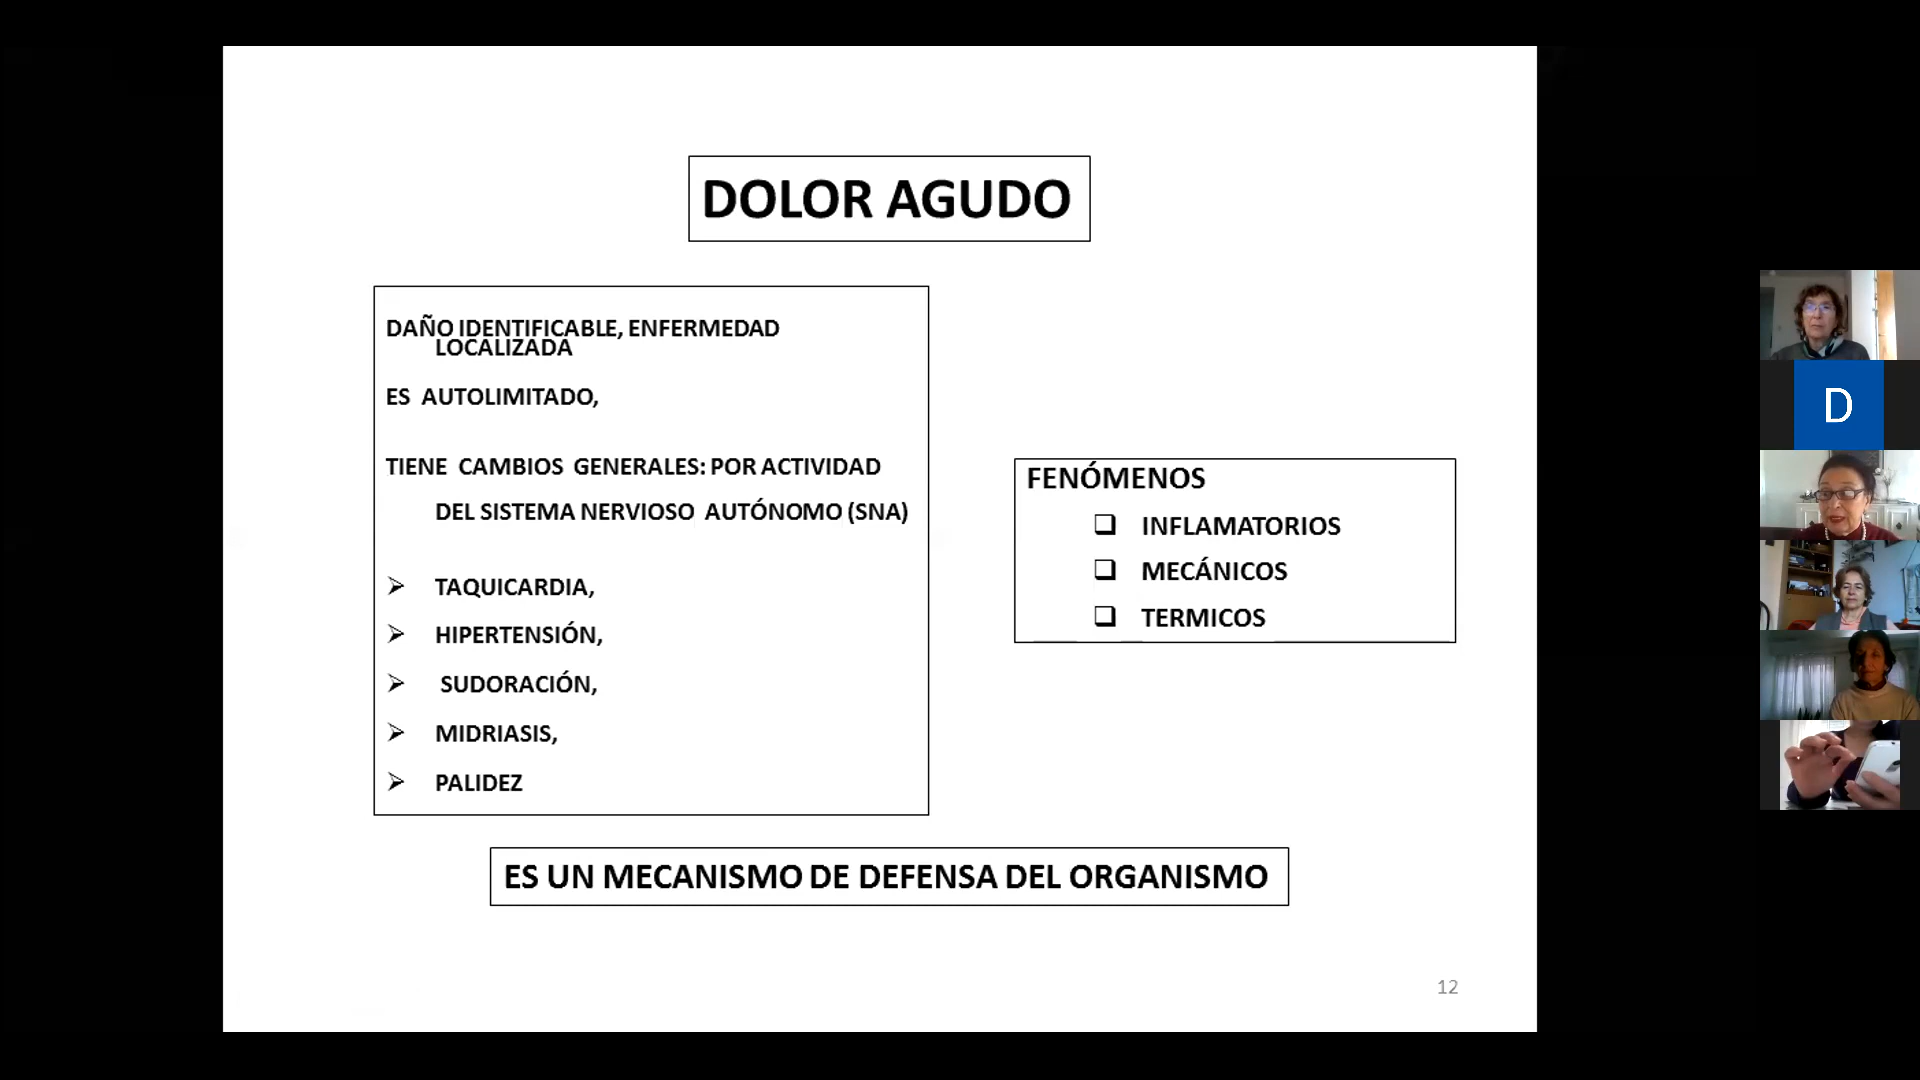 DOLOR AGUDO
DAÑO IDENTIFICABLE, ENFERMEDAD
LOCALIZADA
ES AUTOLIMITADO,
TIENE CAMBIOS GENERALES: POR ACTIVIDAD
DEL SISTEMA NERVIOSO AUTÓNOMO (SNA)
TAQUICARDIA,
HIPERTENSIÓN,
SUDORACIÓN,
MIDRIASIS,
PALIDEZ
FENÓMENOS
INFLAMATORIOS
MECÁNICOS
TERMICOS
ES UN MECANISMO DE DEFENSA DEL ORGANISMO
12
D